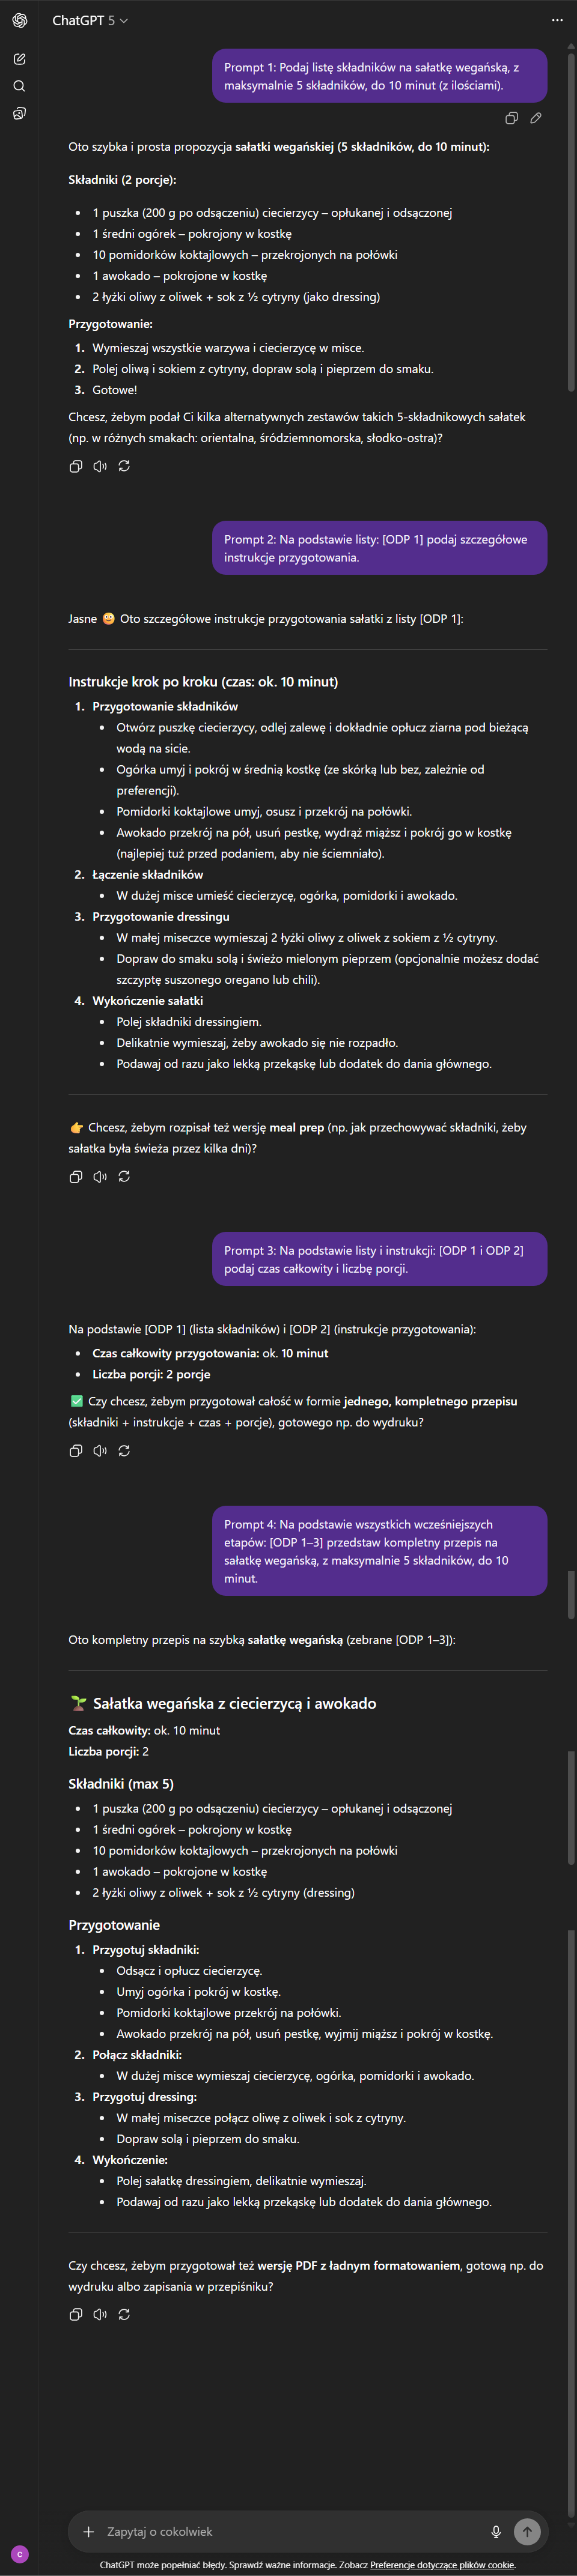 ChatGPT 5
Prompt 1: Podaj listę składników na sałatkę wegańską, z
maksymalnie 5 składników, do 10 minut (z ilościami).
Oto szybka i prosta propozycja sałatki wegańskiej (5 składników, do 10 minut):
Składniki (2 porcje):
• 1 puszka (200 g po odsączeniu) ciecierzycy – opłukanej i odsączonej
• 1 średni ogórek – pokrojony w kostkę
• 10 pomidorków koktajlowych – przekrojonych na połówki
• 1 awokado – pokrojone w kostkę
• 2 łyżki oliwy z oliwek + sok z ½ cytryny (jako dressing)
Przygotowanie:
1. Wymieszaj wszystkie warzywa i ciecierzycę w misce.
2. Polej oliwą i sokiem z cytryny, dopraw solą i pieprzem do smaku.
3. Gotowe!
Chcesz, żebym podał Ci kilka alternatywnych zestawów takich 5-składnikowych sałatek
(np. w różnych smakach: orientalna, śródziemnomorska, słodko-ostra)?
Prompt 2: Na podstawie listy: [ODP 1] podaj szczegółowe
instrukcje przygotowania.
Jasne 😋 Oto szczegółowe instrukcje przygotowania sałatki z listy [ODP 1]:
Instrukcje krok po kroku (czas: ok. 10 minut)
1. Przygotowanie składników
• Otwórz puszkę ciecierzycy, odlej zalewę i dokładnie opłucz ziarna pod bieżącą
wodą na sicie.
• Ogórka umyj i pokrój w średnią kostkę (ze skórką lub bez, zależnie od
preferencji).
• Pomidorki koktajlowe umyj, osusz i przekrój na połówki.
• Awokado przekrój na pół, usuń pestkę, wydrąż miąższ i pokrój go w kostkę
(najlepiej tuż przed podaniem, aby nie ściemniało).
2. Łączenie składników
• W dużej misce umieść ciecierzycę, ogórka, pomidorki i awokado.
3. Przygotowanie dressingu
• W małej miseczce wymieszaj 2 łyżki oliwy z oliwek z sokiem z ½ cytryny.
• Dopraw do smaku solą i świeżo mielonym pieprzem (opcjonalnie możesz dodać
szczyptę suszonego oregano lub chili).
4. Wykończenie sałatki
• Polej składniki dressingiem.
• Delikatnie wymieszaj, żeby awokado się nie rozpadło.
• Podawaj od razu jako lekką przekąskę lub dodatek do dania głównego.
👉 Chcesz, żebym rozpisał też wersję meal prep (np. jak przechowywać składniki, żeby
sałatka była świeża przez kilka dni)?
Prompt 3: Na podstawie listy i instrukcji: [ODP 1 i ODP 2]
podaj czas całkowity i liczbę porcji.
Na podstawie [ODP 1] (lista składników) i [ODP 2] (instrukcje przygotowania):
• Czas całkowity przygotowania: ok. 10 minut
• Liczba porcji: 2 porcje
✅ Czy chcesz, żebym przygotował całość w formie jednego, kompletnego przepisu
(składniki + instrukcje + czas + porcje), gotowego np. do wydruku?
Prompt 4: Na podstawie wszystkich wcześniejszych
etapów: [ODP 1–3] przedstaw kompletny przepis na
sałatkę wegańską, z maksymalnie 5 składników, do 10
minut.
Oto kompletny przepis na szybką sałatkę wegańską (zebrane [ODP 1–3]):
🌱 Sałatka wegańska z ciecierzycą i awokado
Czas całkowity: ok. 10 minut
Liczba porcji: 2
Składniki (max 5)
• 1 puszka (200 g po odsączeniu) ciecierzycy – opłukanej i odsączonej
• 1 średni ogórek – pokrojony w kostkę
• 10 pomidorków koktajlowych – przekrojonych na połówki
• 1 awokado – pokrojone w kostkę
• 2 łyżki oliwy z oliwek + sok z ½ cytryny (dressing)
Przygotowanie
1. Przygotuj składniki:
• Odsącz i opłucz ciecierzycę.
• Umyj ogórka i pokrój w kostkę.
• Pomidorki koktajlowe przekrój na połówki.
• Awokado przekrój na pół, usuń pestkę, wyjmij miąższ i pokrój w kostkę.
2. Połącz składniki:
• W dużej misce wymieszaj ciecierzycę, ogórka, pomidorki i awokado.
3. Przygotuj dressing:
• W małej miseczce połącz oliwę z oliwek i sok z cytryny.
• Dopraw solą i pieprzem do smaku.
4. Wykończenie:
• Polej sałatkę dressingiem, delikatnie wymieszaj.
• Podawaj od razu jako lekką przekąskę lub dodatek do dania głównego.
Czy chcesz, żebym przygotował też wersję PDF z ładnym formatowaniem, gotową np. do
wydruku albo zapisania w przepiśniku?
Zapytaj o cokolwiek
C
ChatGPT może popełniać błędy. Sprawdź ważne informacje. Zobacz Preferencje dotyczące plików cookie.